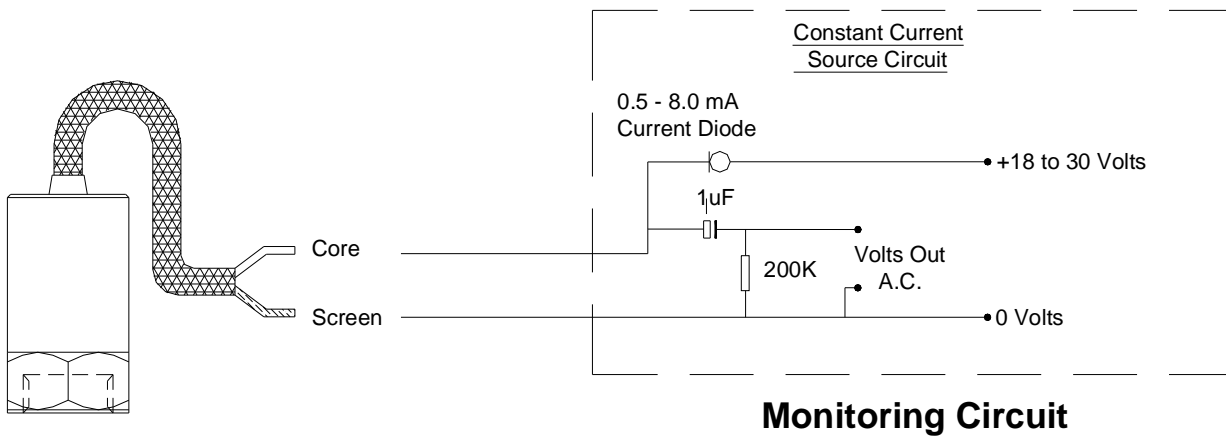 Constant Current
Source Circuit
0.5 - 8.0 mA
Current Diode
+18 to 30 Volts
1uF
Core
200K
Volts Out
A.C.
Screen
0 Volts
Monitoring Circuit